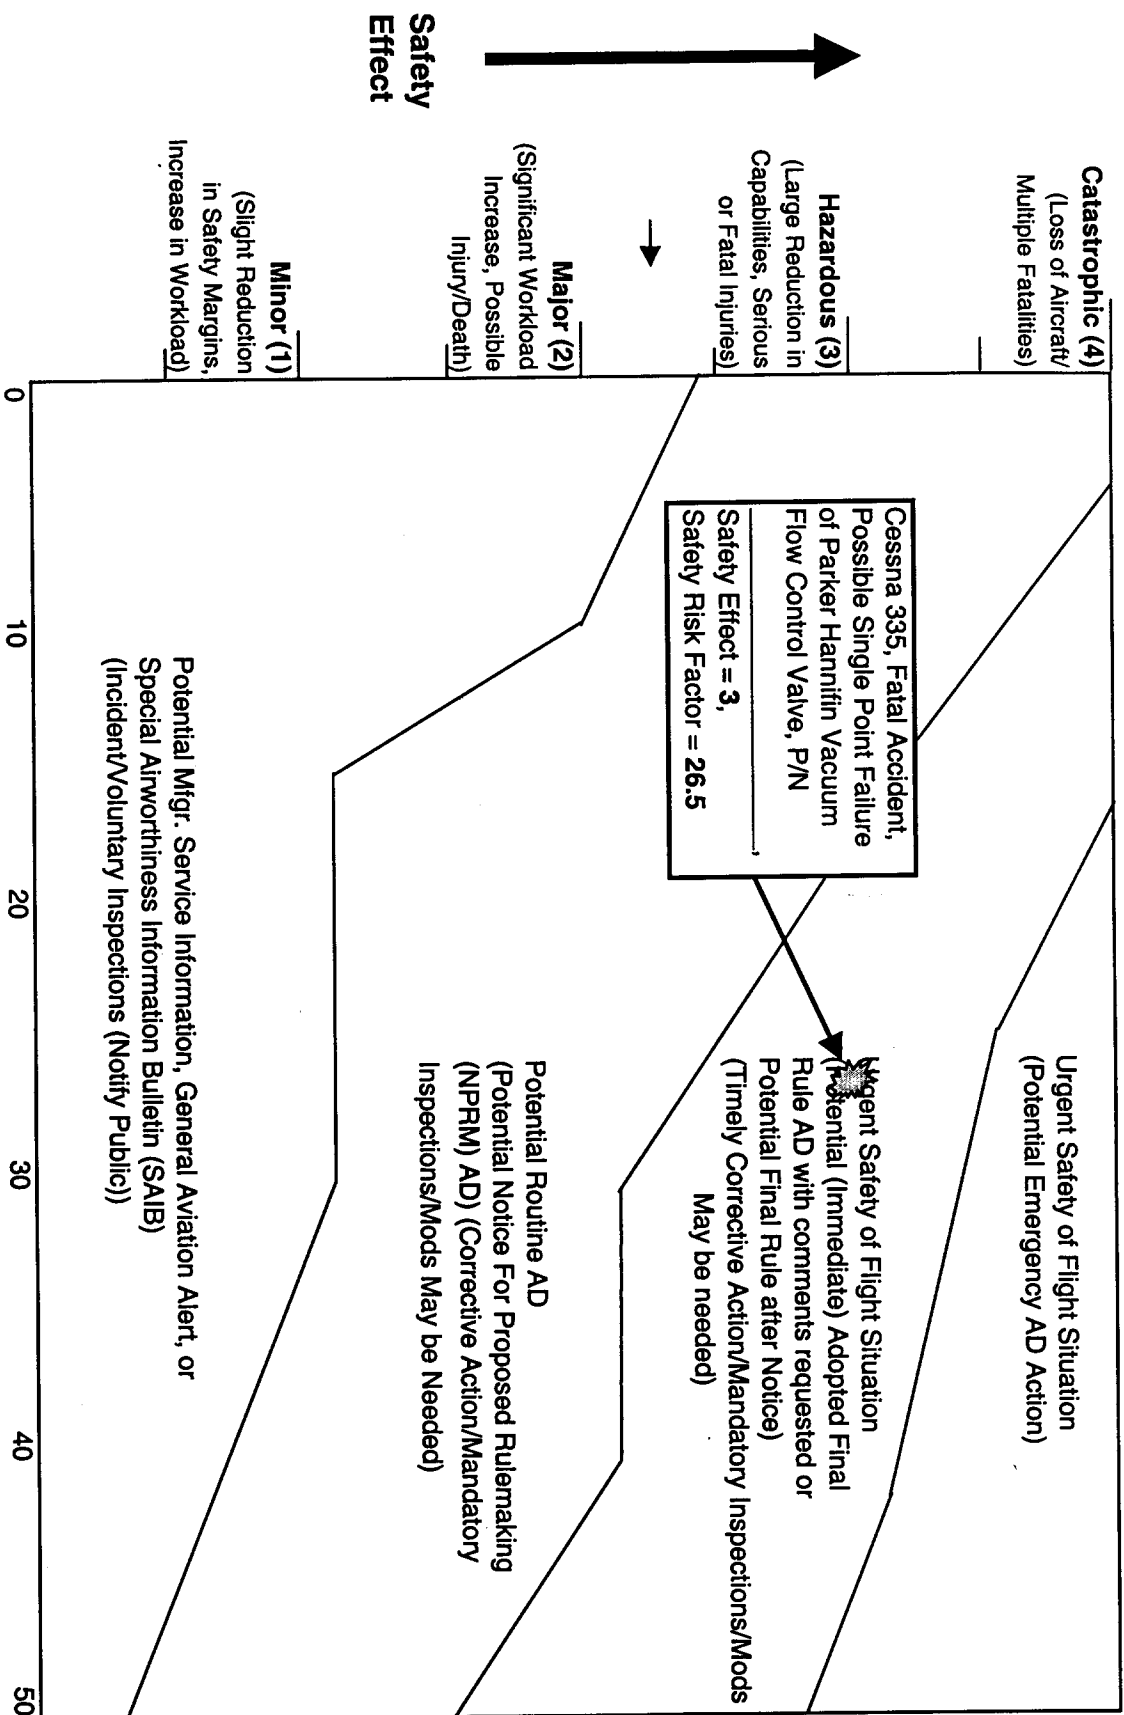 Safety
Effect
Catastrophic (4)
(Loss of Aircraft/
Multiple Fatalities)
Hazardous (3)
(Large Reduction in
Capabilities, Serious
or Fatal Injuries)
Major (2)
(Significant Workload
Increase, Possible
Injury/Death)
Minor (1)
(Slight Reduction
in Safety Margins,
Increase in Workload)
Cessna 335, Fatal Accident,
Possible Single Point Failure
of Parker Hannifin Vacuum
Flow Control Valve, P/N
,
Safety Effect = 3,
Safety Risk Factor = 26.5
Urgent Safety of Flight Situation
(Potential Emergency AD Action)
Urgent Safety of Flight Situation
(Potential (Immediate) Adopted Final
Rule AD with comments requested or
Potential Final Rule after Notice)
(Timely Corrective Action/Mandatory Inspections/Mods
May be needed)
Potential Routine AD
(Potential Notice For Proposed Rulemaking
(NPRM) AD) (Corrective Action/Mandatory
Inspections/Mods May be Needed)
Potential Mfgr. Service Information, General Aviation Alert, or
Special Airworthiness Information Bulletin (SAIB)
(Incident/Voluntary Inspections (Notify Public))
0 10 20 30 40 50